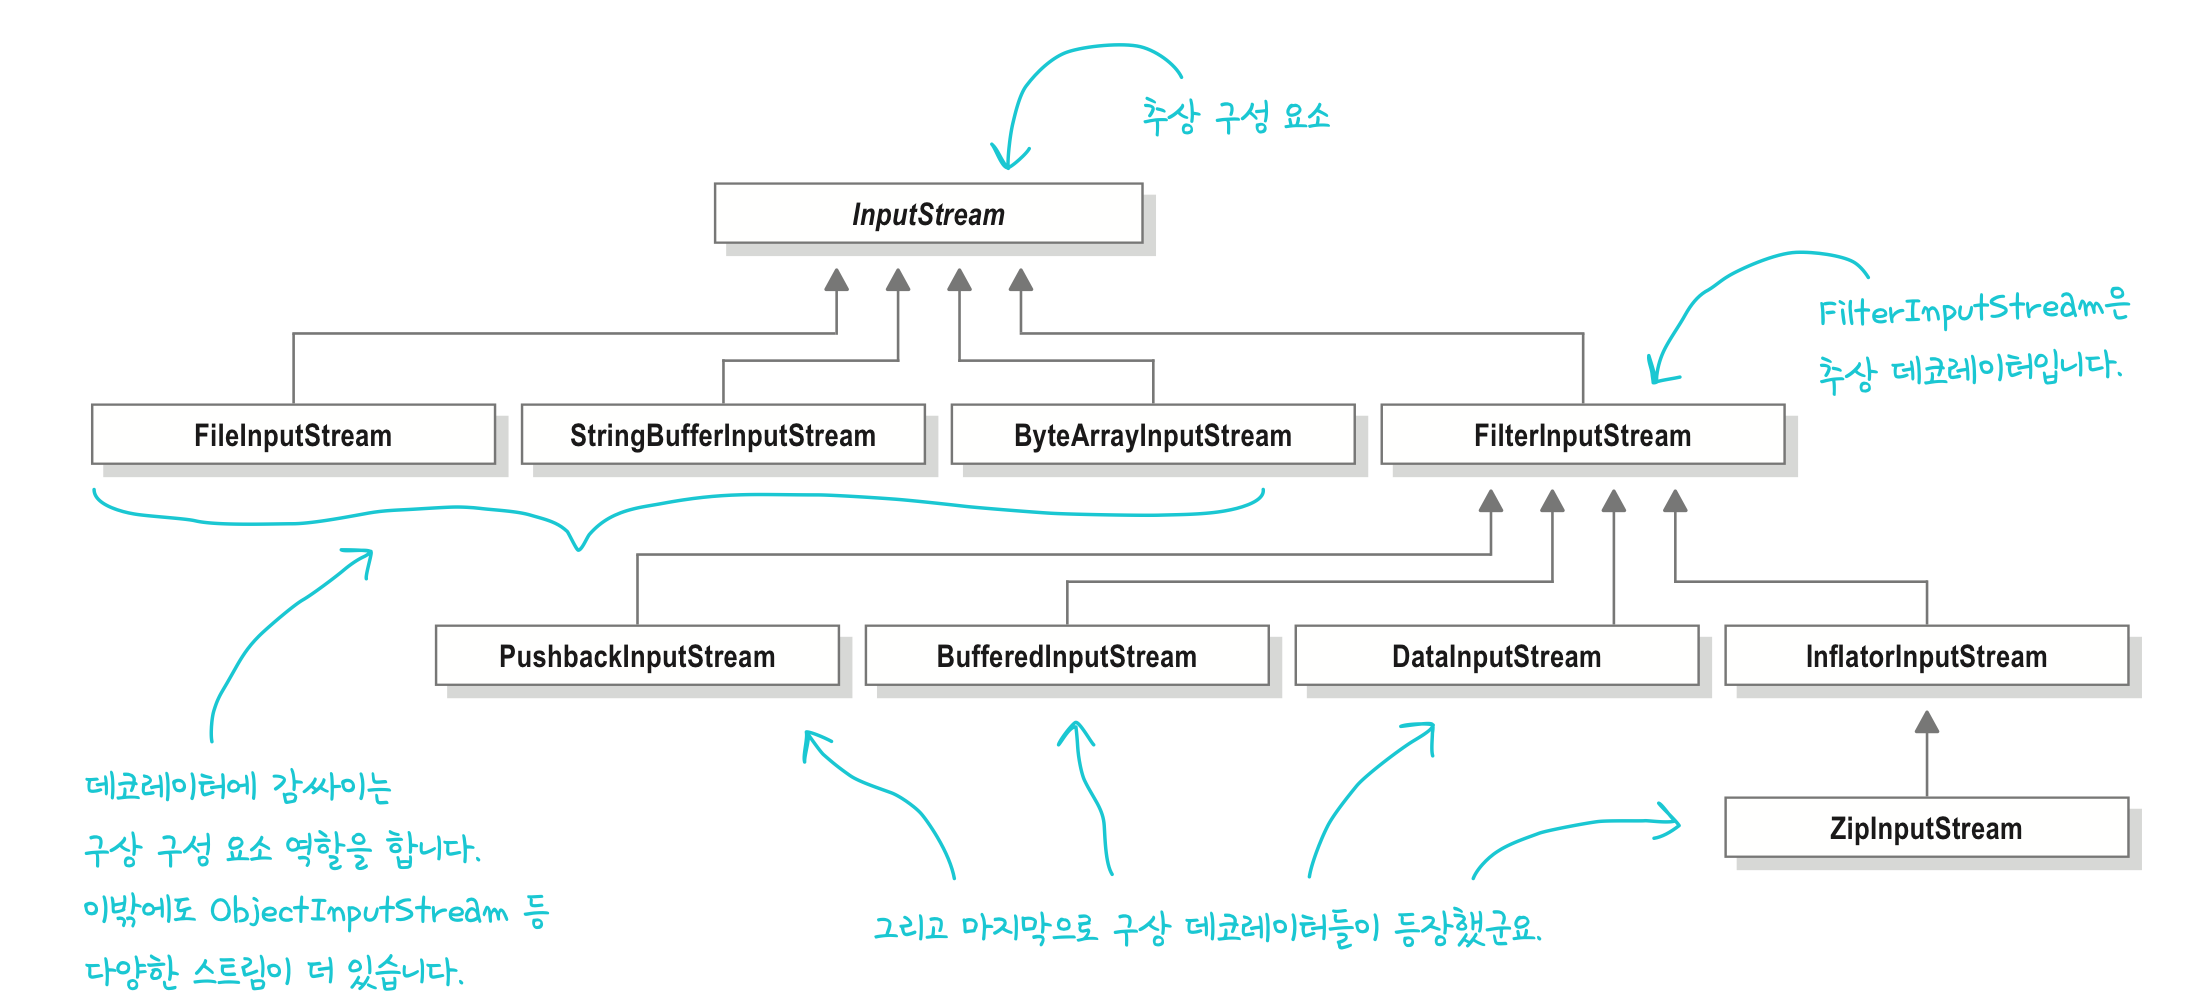 추상 구성 요소
InputStream
FilterInputStream은
추상 데코레이터입니다.
FileInputStream
StringBufferInputStream
ByteArrayInputStream
FilterInputStream
PushbackInputStream
BufferedInputStream
DataInputStream
InflatorInputStream
ZipInputStream
데코레이터에 감싸이는
구상 구성 요소 역할을 합니다.
이밖에도 ObjectInputStream 등
다양한 스트림이 더 있습니다.
그리고 마지막으로 구상 데코레이터들이 등장했군요.